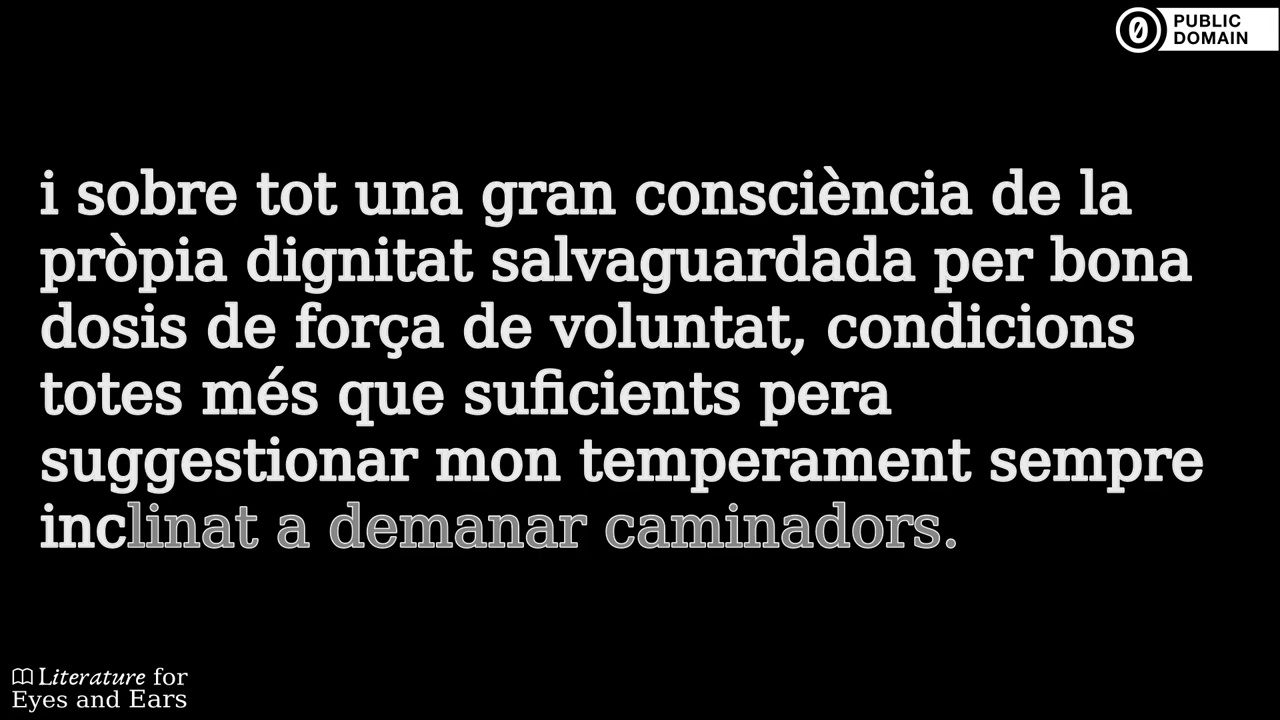 PUBLIC
DOMAIN
i sobre tot una gran consciència de la
pròpia dignitat salvaguardada per bona
dosis de força de voluntat, condicions
totes més que suficients pera
suggestionar mon temperament sempre
inclinat a demanar caminadors.
Literature for
Eyes and Ears